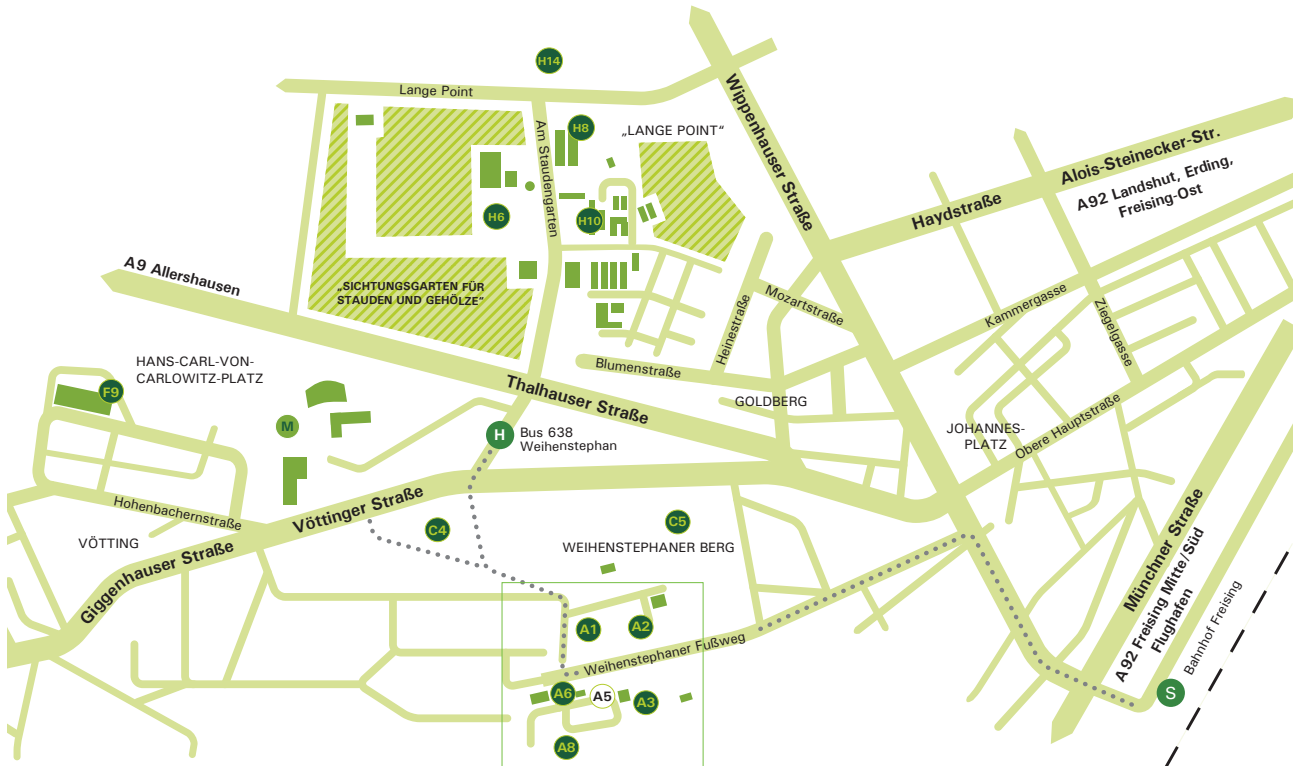 H14
Lange Point
H8
„LANGE POINT“
Am Staudengarten
Wippenhauser Straße
Alois-Steinecker-Str.
A92 Landshut, Erding,
Freising-Ost
Haydstraße
H6
H10
A9 Allershausen
„SICHTUNGSGARTEN FÜR
STAUDEN UND GEHÖLZE“
Mozartstraße
Heinestraße
Kammergasse
Ziegelgasse
HANS-CARL-VON-
CARLOWITZ-PLATZ
F9
Blumenstraße
Thalhauser Straße
GOLDBERG
M
H
Bus 638
Weihenstephan
JOHANNES-
PLATZ
Obere Hauptstraße
Hohenbachernstraße
Vöttinger Straße
C4
C5
VÖTTING
WEIHENSTEPHANER BERG
Giggenhauser Straße
Münchner Straße
A92 Freising Mitte/Süd
Flughafen
Bahnhof Freising
A1
A2
Weihenstephaner Fußweg
A6
A5
A3
S
A8